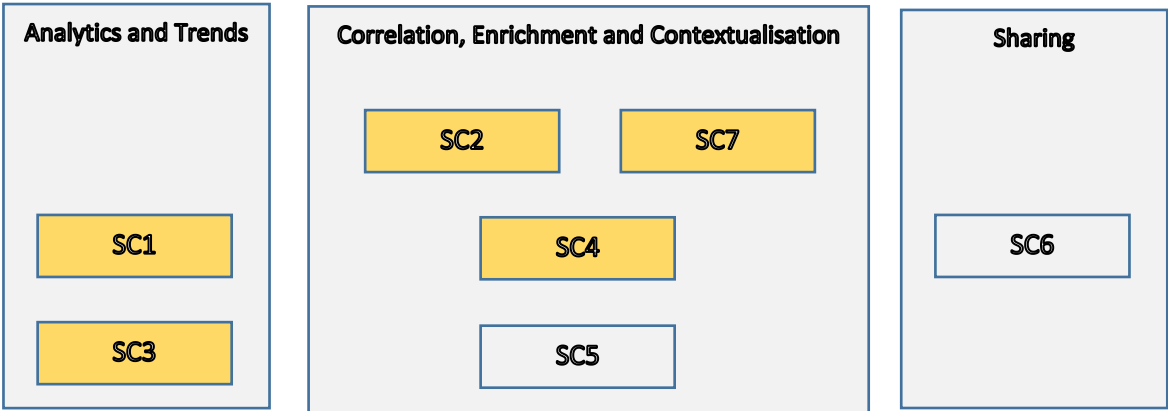 Analytics and Trends
SC1
SC3
Correlation, Enrichment and Contextualisation
SC2
SC7
SC4
SC5
Sharing
SC6